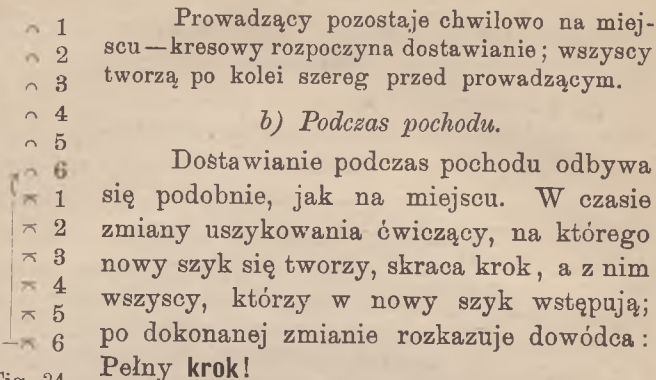 1
2
3
4
5
6
1
2
3
4
5
6
Prowadzący pozostaje chwilowo na miej-
scu—kresowy rozpoczyna dostawianie; wszyscy
tworzą po kolei szereg przed prowadzącym.
b) Podczas pochodu.
Dostawianie podczas pochodu odbywa
się podobnie, jak na miejscu. W czasie
zmiany uszykowania ćwiczący, na którego
nowy szyk się tworzy, skraca krok, a z nim
wszyscy, którzy w nowy szyk wstępują;
po dokonanej zmianie rozkazuje dowódca:
Pełny krok!